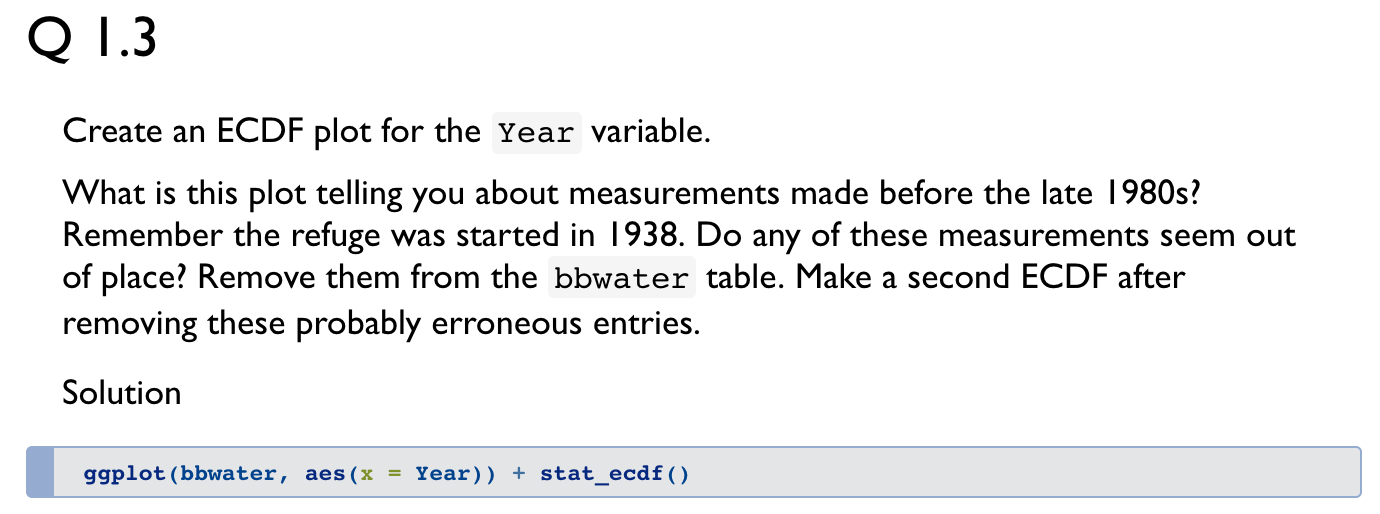 Q 1.3
Create an ECDF plot for the Year variable.
What is this plot telling you about measurements made before the late 1980s?
Remember the refuge was started in 1938. Do any of these measurements seem out
of place? Remove them from the bbwater table. Make a second ECDF after
removing these probably erroneous entries.
Solution
ggplot(bbwater, aes(x = Year)) + stat_ecdf()